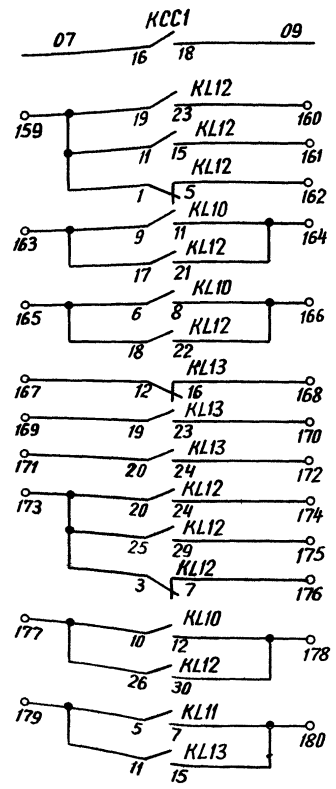 KCC1
07 16 18 09
KL12
159 19 23 160
KL12
11 15 161
KL12
1 5 162
KL10
163 9 11 164
KL12
17 21
KL10
165 6 8 166
KL12
18 22
KL13
167 12 16 168
KL13
169 19 23 170
KL13
171 20 24 172
KL12
173 20 24 174
KL12
25 29 175
KL12
3 7 176
KL10
177 10 12 178
KL12
26 30
KL11
179 5 7 180
KL13
11 15